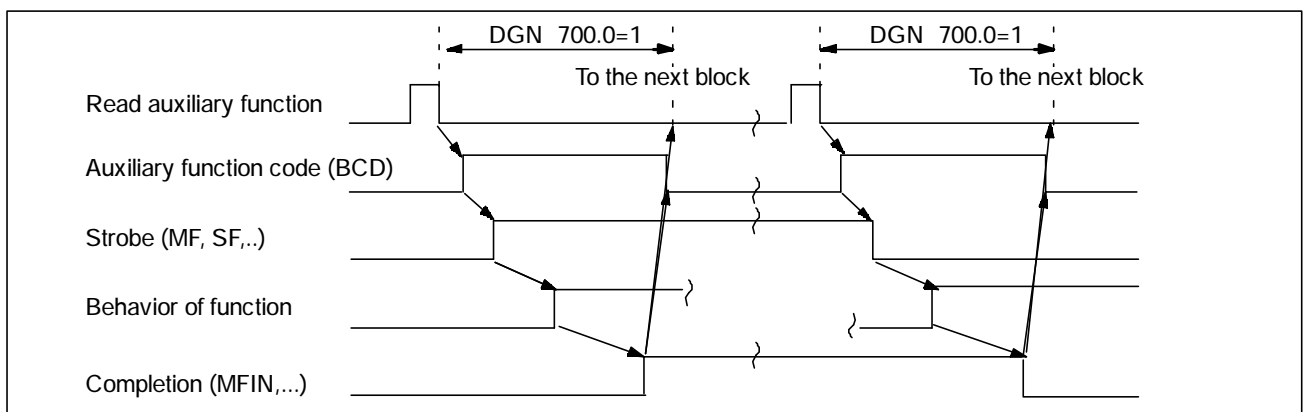 DGN 700.0=1 DGN 700.0=1
To the next block To the next block
Read auxiliary function
Auxiliary function code (BCD)
Strobe (MF, SF,..)
Behavior of function
Completion (MFIN,...)